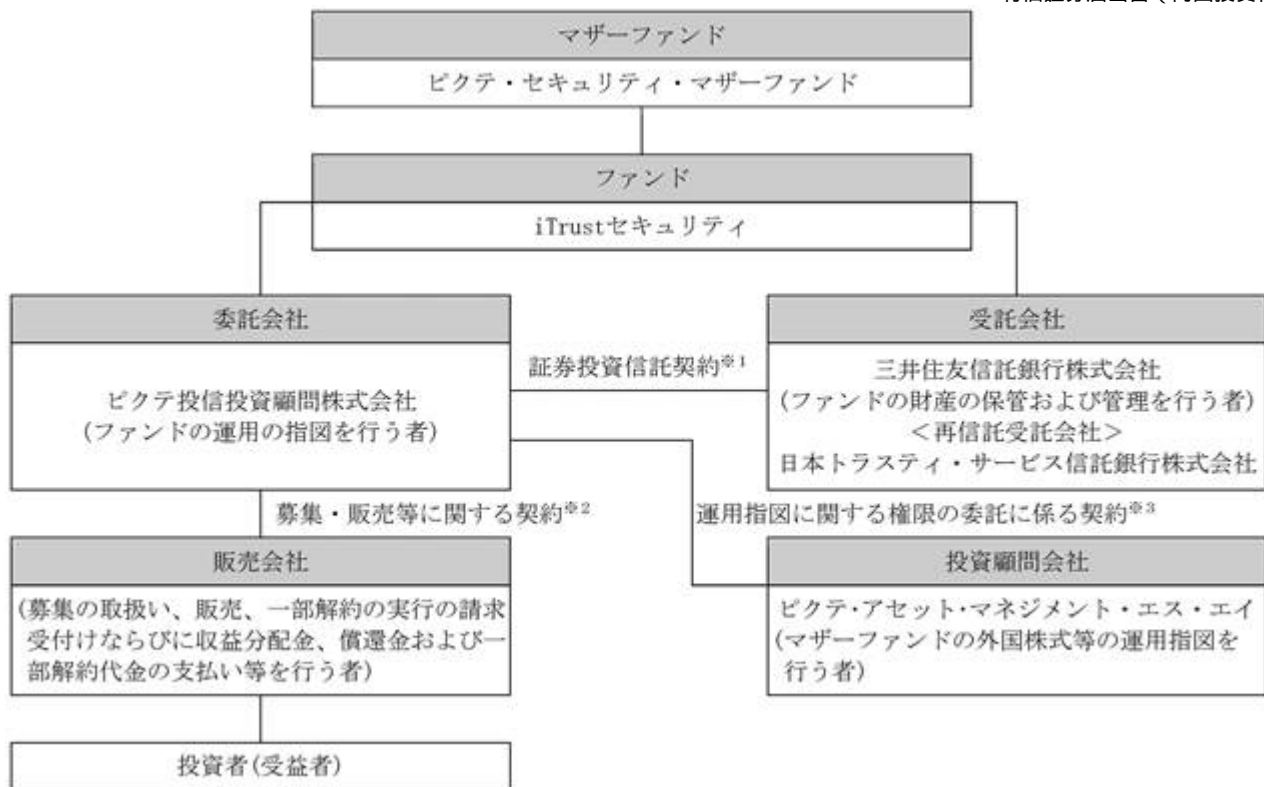 マザーファンド
ピクテ・セキュリティ・マザーファンド
ファンド
iTrustセキュリティ
委託会社
ピクテ投信投資顧問株式会社
(ファンドの運用の指図を行う者)
証券投資信託契約※1
受託会社
三井住友信託銀行株式会社
(ファンドの財産の保管および管理を行う者)
＜再信託受託会社＞
日本トラスティ・サービス信託銀行株式会社
募集・販売等に関する契約※2
運用指図に関する権限の委託に係る契約※3
販売会社
(募集の取扱い、販売、一部解約の実行の請求
受付けならびに収益分配金、償還金および一
部解約代金の支払い等を行う者)
投資顧問会社
ピクテ・アセット・マネジメント・エス・エイ
(マザーファンドの外国株式等の運用指図を
行う者)
投資者(受益者)